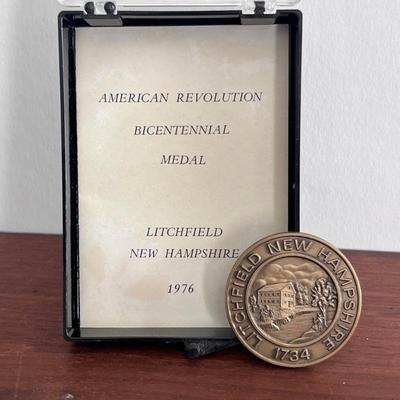 AMERICAN REVOLUTION
BICENTENNIAL
MEDAL
LITCHFIELD
NEW HAMPSHIRE
1976
LITCHFIELD NEW HAMPSHIRE
1734